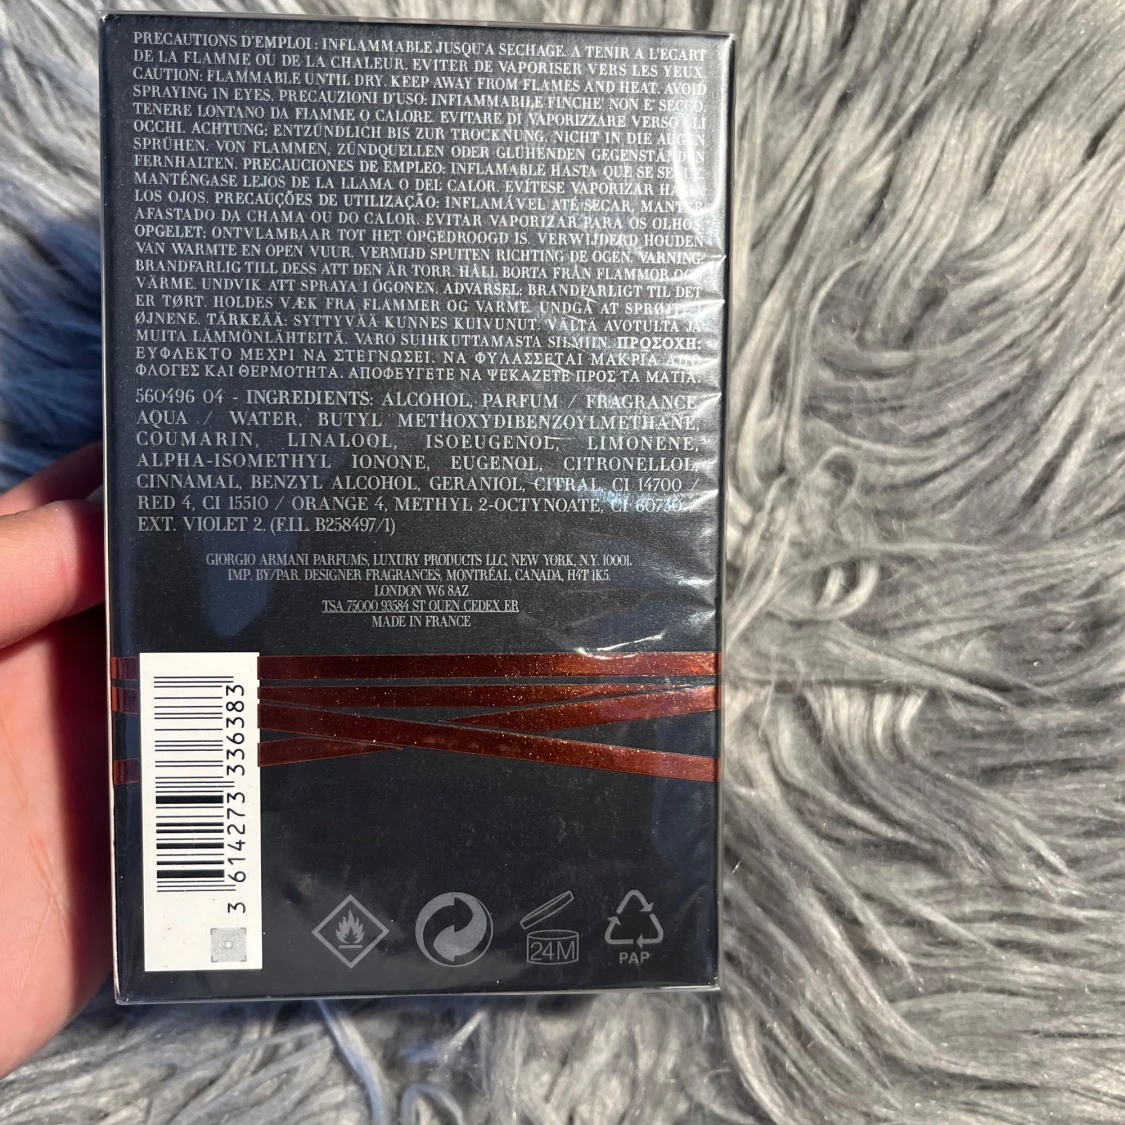 PRECAUTIONS D'EMPLOI : INFLAMMABLE JUSQU'A SECHAGE. A TENIR A L'ECART
DE LA FLAMME OU DE LA CHALEUR. EVITER DE VAPORISER VERS LES YEUX.
CAUTION: FLAMMABLE UNTIL DRY. KEEP AWAY FROM FLAMES AND HEAT. AVOID
SPRAYING IN EYES. PRECAUZIONI D'USO: INFIAMMABILE FINCHE' NON E' SECCO.
TENERE LONTANO DA FIAMME O CALORE. EVITARE DI VAPORIZZARE VERSO GLI
OCCHI. ACHTUNG: ENTZÜNDLICH BIS ZUR TROCKNUNG. NICHT IN DIE AUGEN
SPRÜHEN. VON FLAMMEN, ZÜNDQUELLEN ODER GLÜHENDEN GEGENSTÄNDEN
FERNHALTEN. PRECAUCIONES DE EMPLEO: INFLAMABLE HASTA QUE SE
MANTÉNGASE LEJOS DE LA LLAMA O DEL CALOR. EVÍTESE VAPORIZAR
LOS OJOS. PRECAUÇÕES DE UTILIZAÇÃO: INFLAMÁVEL ATÉ SECAR. MANTER
AFASTADO DA CHAMA OU DO CALOR. EVITAR VAPORIZAR PARA OS OLHOS.
OPGELET: ONTVLAMBAAR TOT HET OPGEDROOGD IS. VERWIJDERD HOUDEN
VAN WARMTE EN OPEN VUUR. VERMIJD SPUITEN RICHTING DE OGEN. VARNING:
BRANDFARLIG TILL DESS ATT DEN ÄR TORR. HÅLL BORTA FRÅN FLAMMOR OCH
VÄRME. UNDVIK ATT SPRAYA I ÖGONEN. ADVARSEL: BRANDFARLIGT TIL DET
ER TØRT. HOLDES VÆK FRA FLAMMER OG VARME. UNDGÅ AT SPRØJTE I
ØJNENE. TÄRKEÄÄ: SYTTYVÄÄ KUNNES KUIVUNUT. VÄLTÄ AVOTULTA JA
MUITA LÄMMÖNLÄHTEITÄ. VARO SUIHKUTTAMASTA SILMIIN. ΠΡΟΣΟΧΗ:
ΕΥΦΛΕΚΤΟ ΜΕΧΡΙ ΝΑ ΣΤΕΓΝΩΣΕΙ. ΝΑ ΦΥΛΑΣΣΕΤΑΙ ΜΑΚΡΙΑ ΑΠΟ
ΦΛΟΓΕΣ ΚΑΙ ΘΕΡΜΟΤΗΤΑ. ΑΠΟΦΕΥΓΕΤΕ ΝΑ ΨΕΚΑΖΕΤΕ ΠΡΟΣ ΤΑ ΜΑΤΙΑ.
560496 04 - INGREDIENTS: ALCOHOL, PARFUM / FRAGRANCE,
AQUA / WATER, BUTYL METHOXYDIBENZOYLMETHANE,
COUMARIN, LINALOOL, ISOEUGENOL, LIMONENE,
ALPHA-ISOMETHYL IONONE, EUGENOL, CITRONELLOL,
CINNAMAL, BENZYL ALCOHOL, GERANIOL, CITRAL, CI 14700 /
RED 4, CI 15510 / ORANGE 4, METHYL 2-OCTYNOATE, CI 60730 /
EXT. VIOLET 2. (F.I.L. B258497/1)
GIORGIO ARMANI PARFUMS, LUXURY PRODUCTS LLC, NEW YORK, N.Y. 10001.
IMP. BY/PAR. DESIGNER FRAGRANCES, MONTRÉAL, CANADA, H4T 1K5.
LONDON W6 8AZ
TSA 75000 93584 ST OUEN CEDEX FR
MADE IN FRANCE
3 614273 336383
24M
PAP